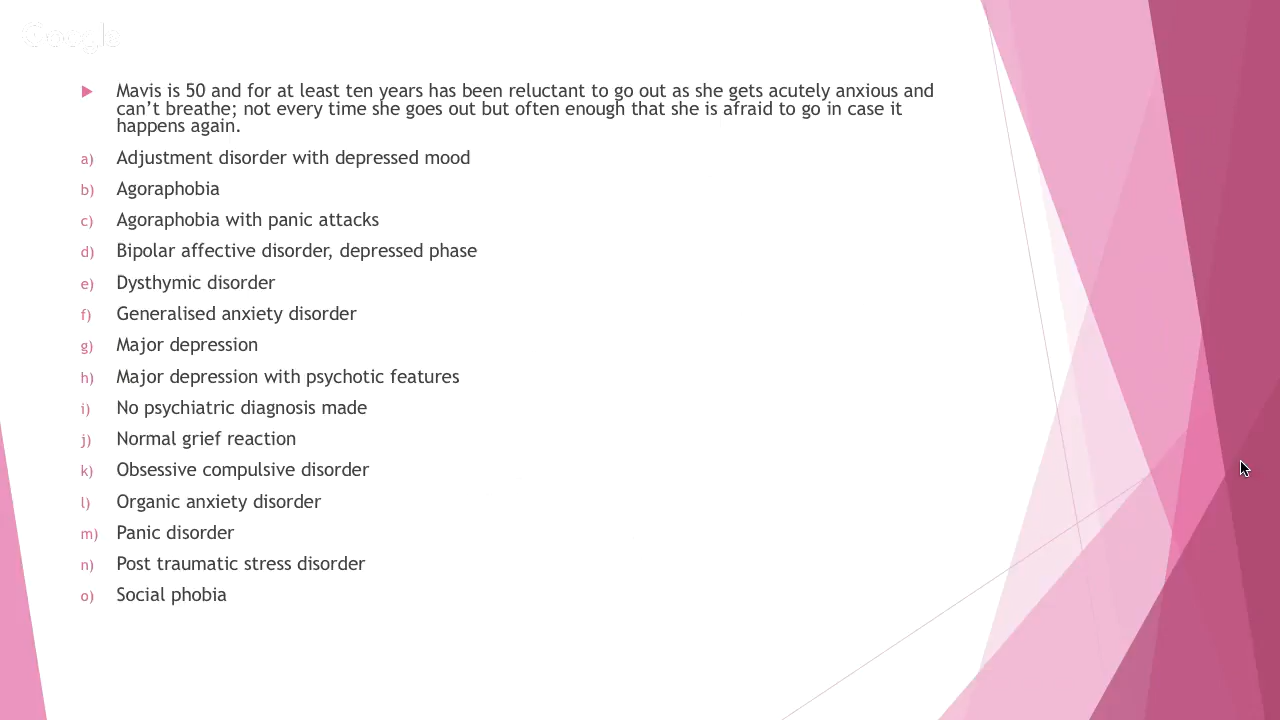 Google
Mavis is 50 and for at least ten years has been reluctant to go out as she gets acutely anxious and
can't breathe; not every time she goes out but often enough that she is afraid to go in case it
happens again.
a) Adjustment disorder with depressed mood
b) Agoraphobia
c) Agoraphobia with panic attacks
d) Bipolar affective disorder, depressed phase
e) Dysthymic disorder
f) Generalised anxiety disorder
g) Major depression
h) Major depression with psychotic features
i) No psychiatric diagnosis made
j) Normal grief reaction
k) Obsessive compulsive disorder
l) Organic anxiety disorder
m) Panic disorder
n) Post traumatic stress disorder
o) Social phobia